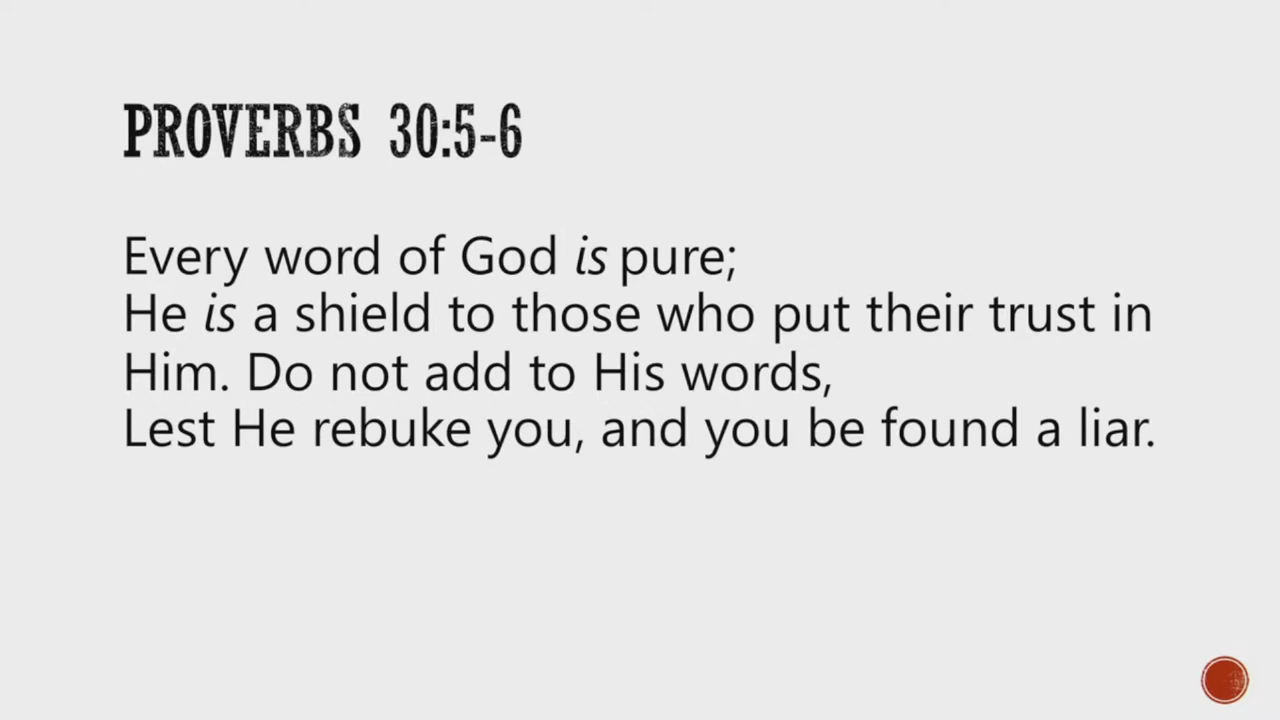 PROVERBS 30:5-6
Every word of God is pure;
He is a shield to those who put their trust in
Him. Do not add to His words,
Lest He rebuke you, and you be found a liar.